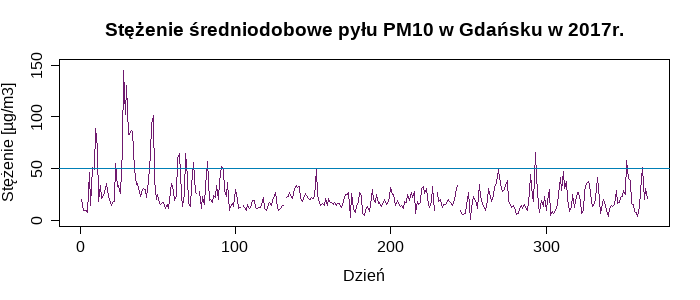 Stężenie średniodobowe pyłu PM10 w Gdańsku w 2017r.
Stężenie [µg/m3]
150
100
50
0
0 100 200 300
Dzień